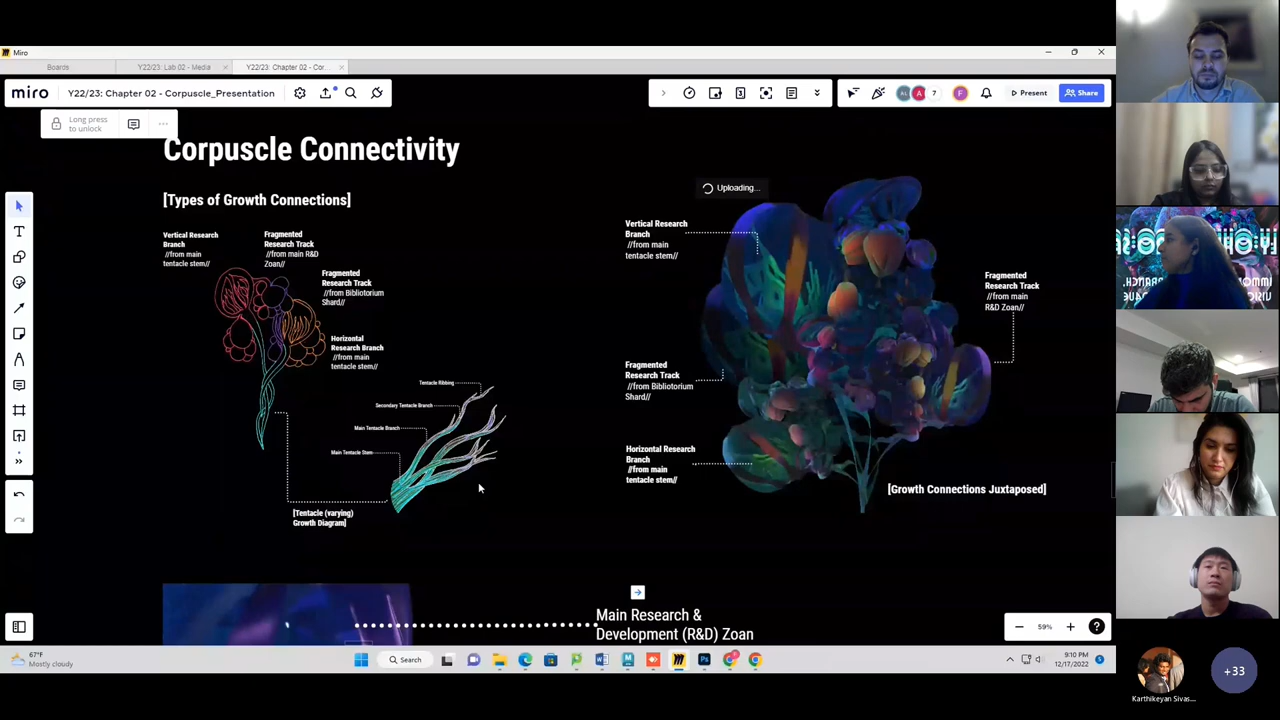 Miro
Boards
Y22/23: Lab 02 - Media
Y22/23: Chapter 02 - Cor...
miro
Y22/23: Chapter 02 - Corpuscle_Presentation
3
AL
A
7
F
Present
Share
Long press
to unlock
Corpuscle Connectivity
[Types of Growth Connections]
Vertical Research
Branch
//from main
tentacle stem//
Fragmented
Research Track
//from main R&D
Zoan//
Fragmented
Research Track
//from Bibliotorium
Shard//
Horizontal
Research Branch
//from main
tentacle stem//
Tentacle Ribbing
Secondary Tentacle Branch
Main Tentacle Branch
Main Tentacle Stem
[Tentacle (varying)
Growth Diagram]
Uploading...
Vertical Research
Branch
//from main
tentacle stem//
Fragmented
Research Track
//from main
R&D Zoan//
Fragmented
Research Track
//from Bibliotorium
Shard//
Horizontal Research
Branch
//from main
tentacle stem//
[Growth Connections Juxtaposed]
Main Research &
Development (R&D) Zoan
59%
67°F
Mostly cloudy
Search
9:10 PM
12/17/2022
Karthikeyan Sivas...
+33